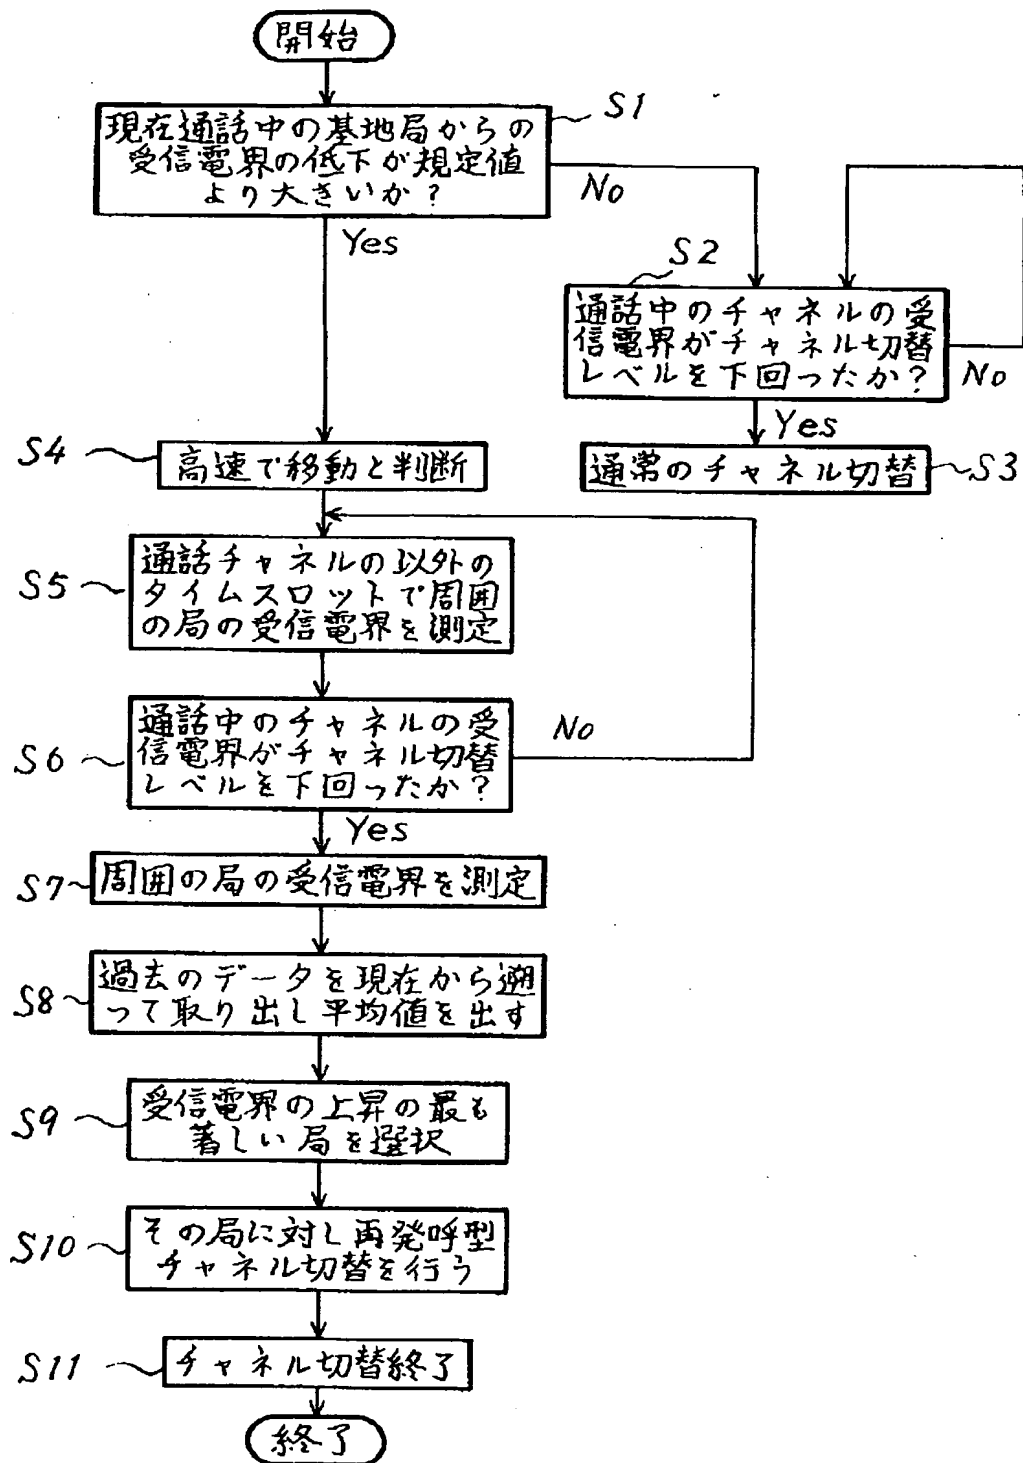 開始
S1
現在通話中の基地局からの
受信電界の低下が規定値
より大きいか?
No
Yes
S2
通話中のチャネルの受
信電界がチャネル切替
レベルを下回ったか?
No
Yes
S4
高速で移動と判断
通常のチャネル切替
S3
S5
通話チャネルの以外の
タイムスロットで周囲
の局の受信電界を測定
S6
通話中のチャネルの受
信電界がチャネル切替
レベルを下回ったか?
No
Yes
S7
周囲の局の受信電界を測定
S8
過去のデータを現在から遡
って取り出し平均値を出す
S9
受信電界の上昇の最も
著しい局を選択
S10
その局に対し再発呼型
チャネル切替を行う
S11
チャネル切替終了
終了